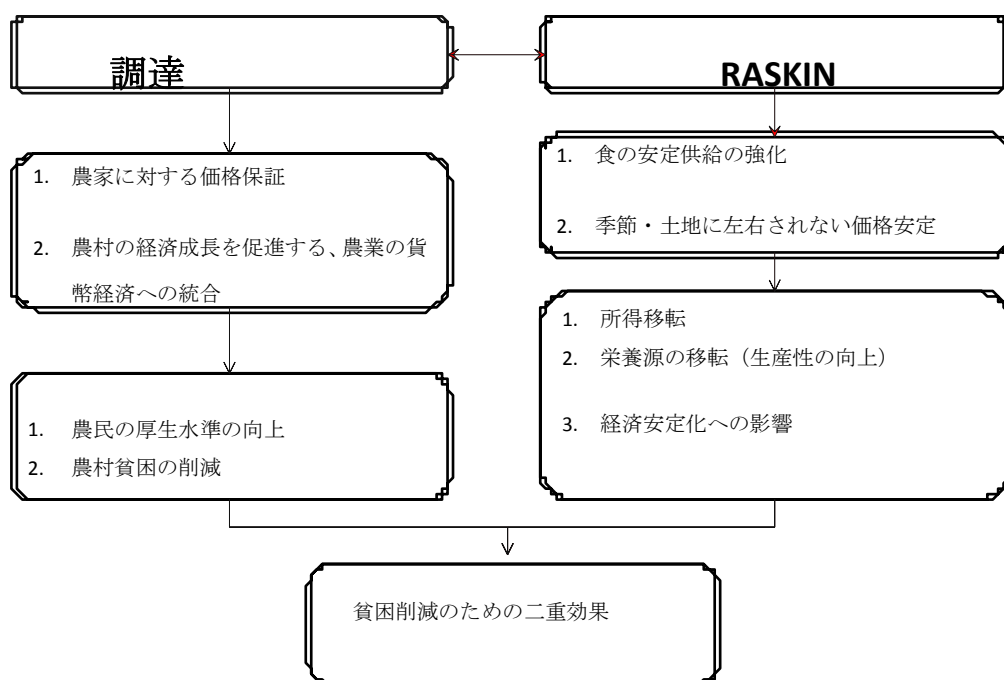 調達
RASKIN
1. 農家に対する価格保証
2. 農村の経済成長を促進する、農業の貨
幣経済への統合
1. 食の安定供給の強化
2. 季節・土地に左右されない価格安定
1. 農民の厚生水準の向上
2. 農村貧困の削減
1. 所得移転
2. 栄養源の移転（生産性の向上）
3. 経済安定化への影響
貧困削減のための二重効果